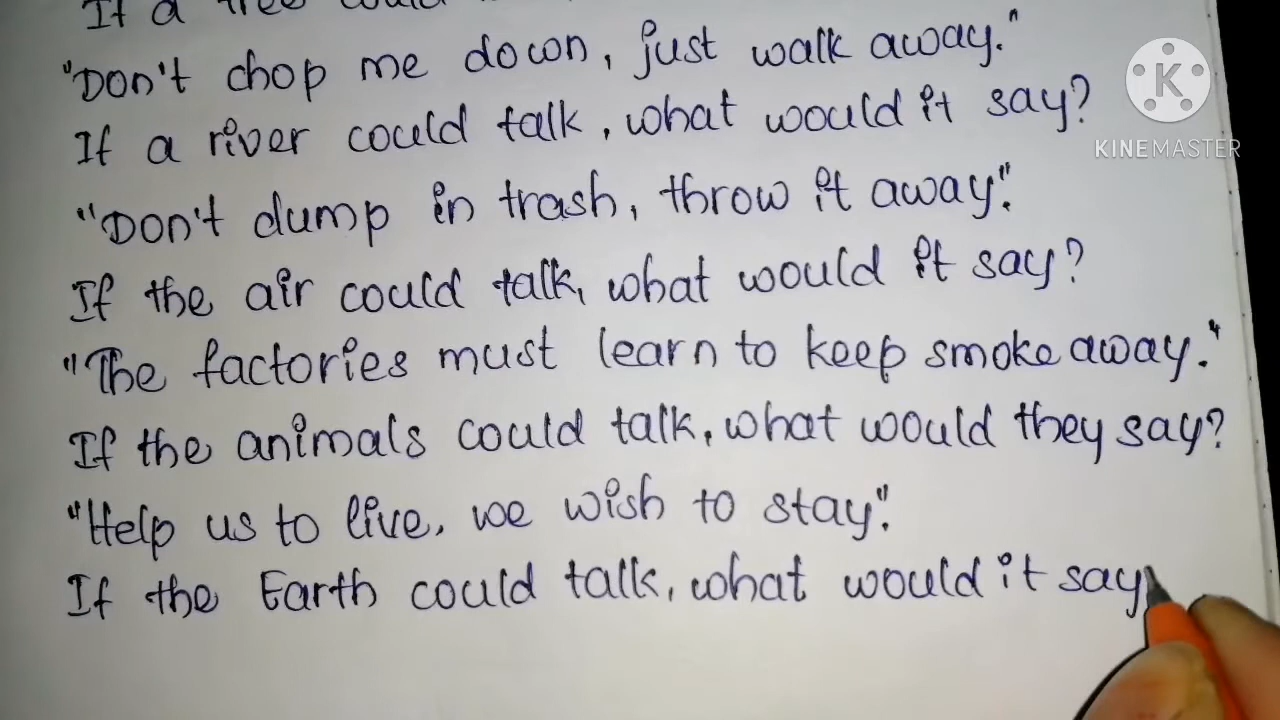 If a tree could
"Don't chop me down, just walk away."
If a river could talk, what would it say?
"Don't dump in trash, throw it away".
If the air could talk, what would it say?
"The factories must learn to keep smoke away."
If the animals could talk, what would they say?
"Help us to live, we wish to stay".
If the Earth could talk, what would it say
K
KINEMASTER